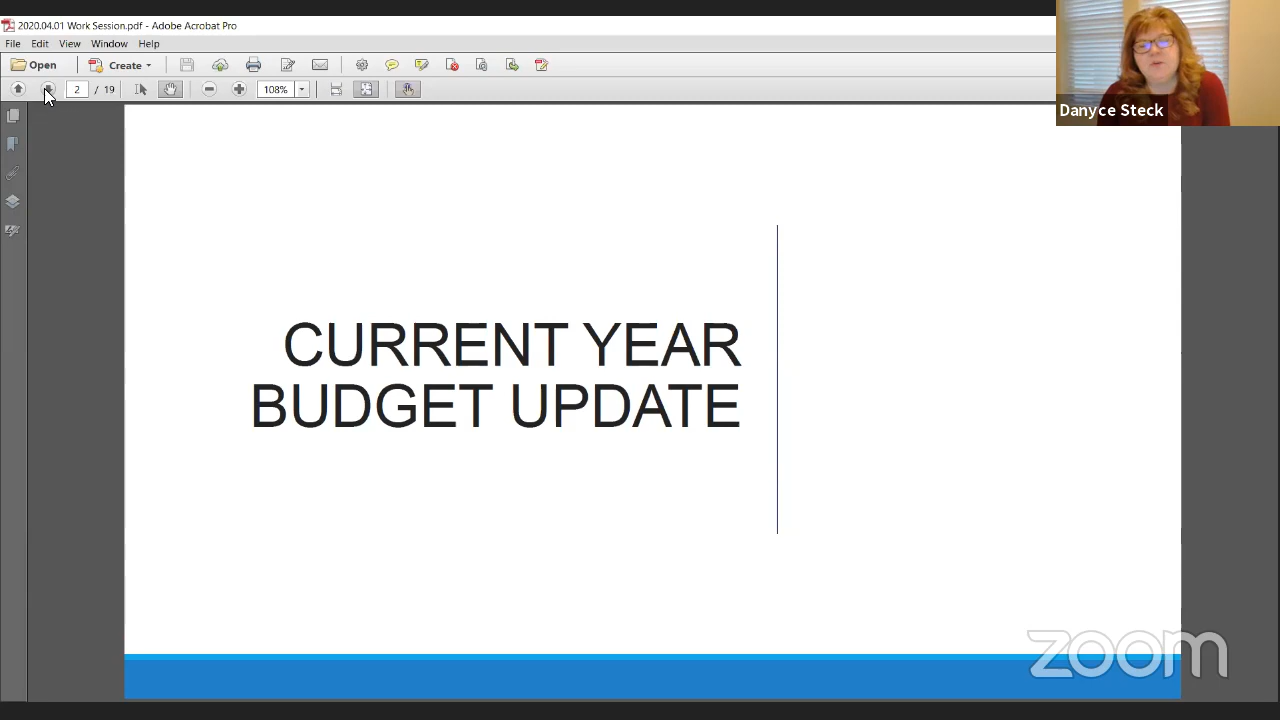 2020.04.01 Work Session.pdf - Adobe Acrobat Pro
File Edit View Window Help
Open Create
2 / 19 108%
Danyce Steck
CURRENT YEAR
BUDGET UPDATE
zoom